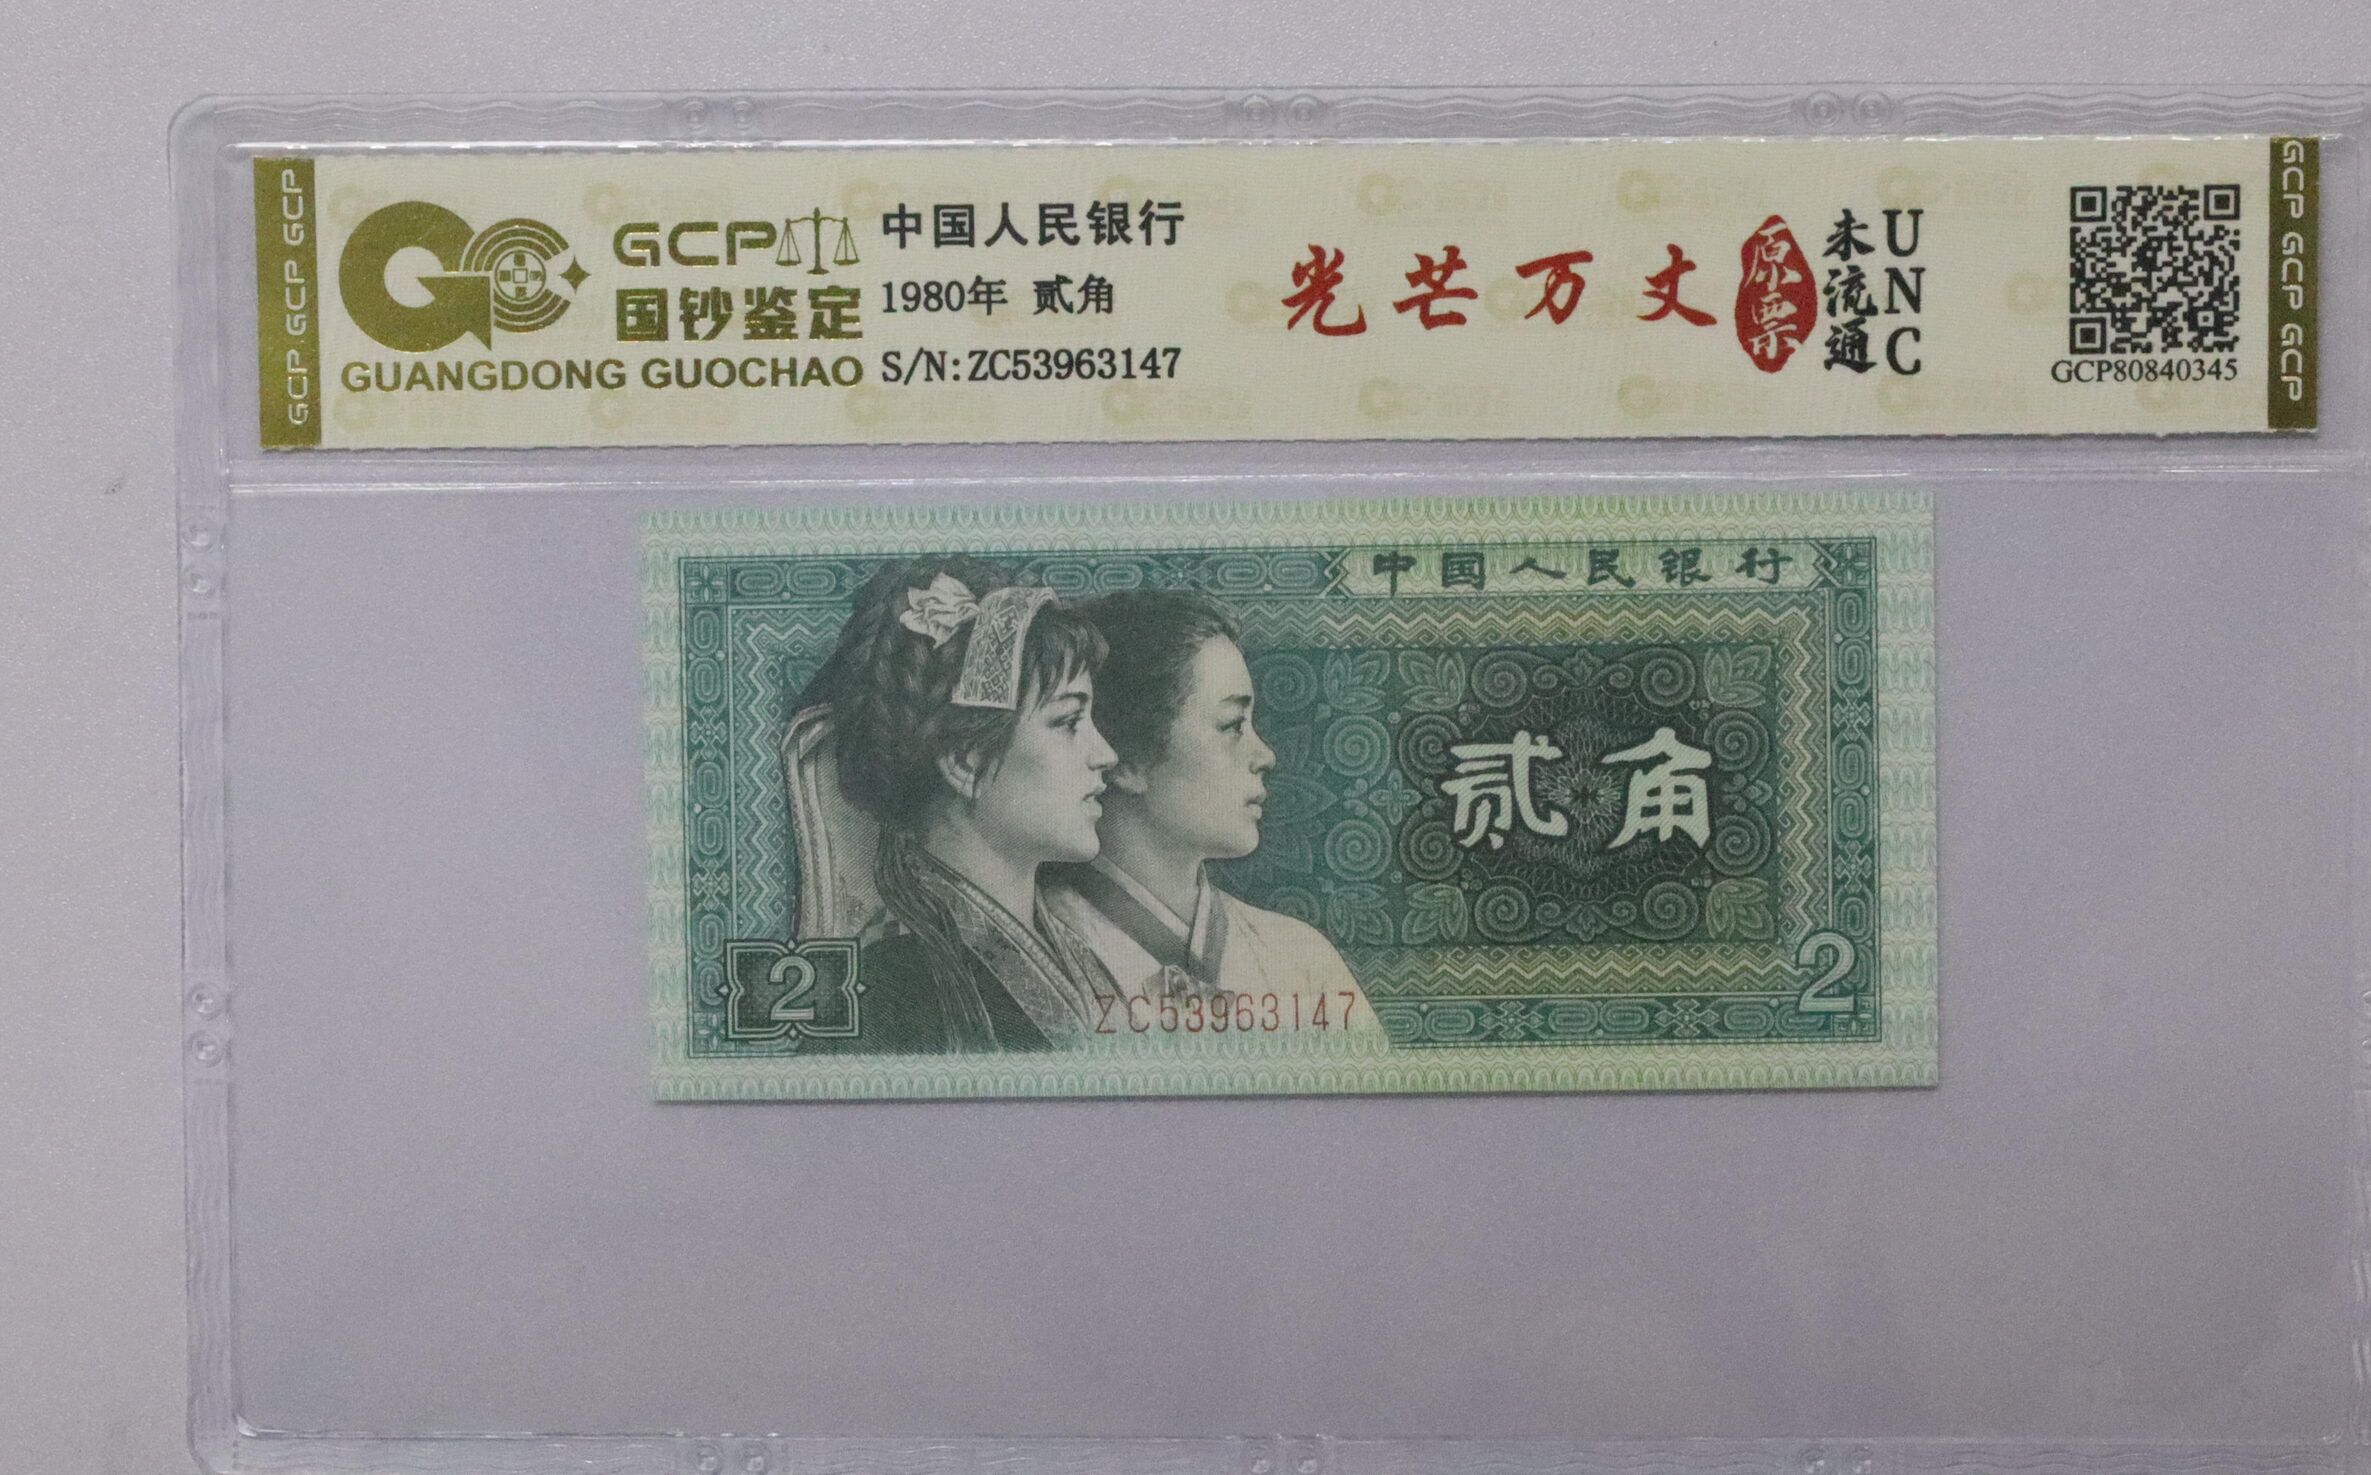 GCP GCP GCP
GCP
国钞鉴定
GUANGDONG GUOCHAO
中国人民银行
1980年 贰角
S/N:ZC53963147
光芒万丈
原票
未流通
UNC
GCP80840345
GCP GCP GCP
中国人民银行
贰角
2
2
ZC53963147